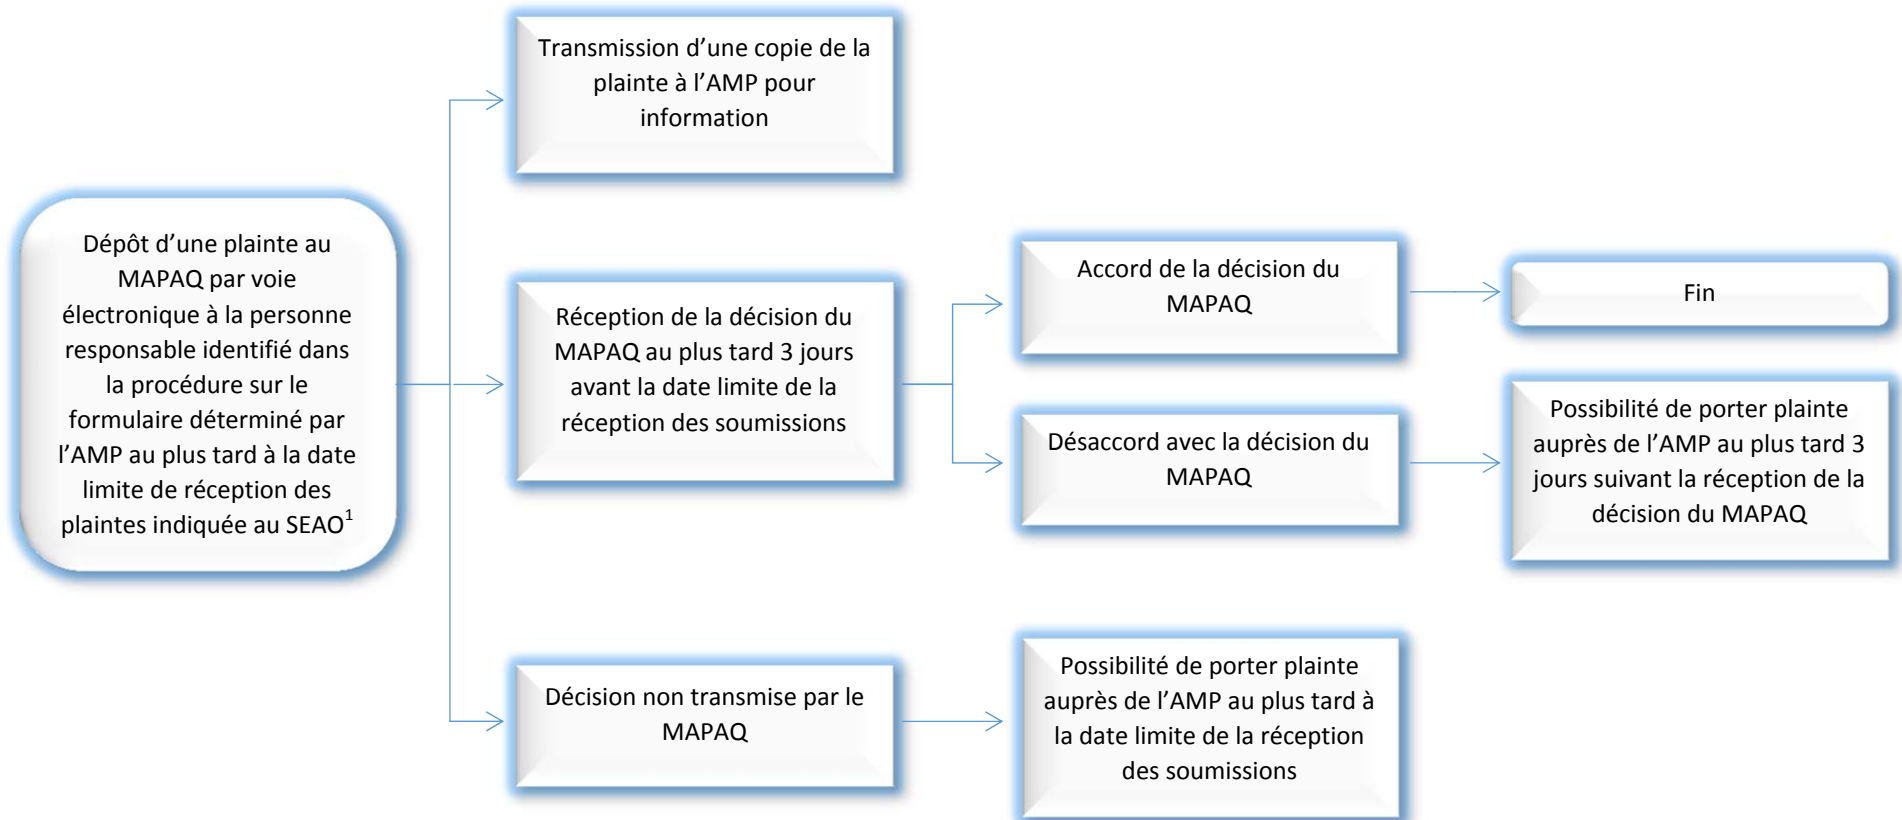 Transmission d’une copie de la
plainte à l’AMP pour
information
Dépôt d’une plainte au
MAPAQ par voie
électronique à la personne
responsable identifié dans
la procédure sur le
formulaire déterminé par
l’AMP au plus tard à la date
limite de réception des
plaintes indiquée au SEAO¹
Réception de la décision du
MAPAQ au plus tard 3 jours
avant la date limite de la
réception des soumissions
Accord de la décision du
MAPAQ
Fin
Désaccord avec la décision du
MAPAQ
Possibilité de porter plainte
auprès de l’AMP au plus tard 3
jours suivant la réception de la
décision du MAPAQ
Décision non transmise par le
MAPAQ
Possibilité de porter plainte
auprès de l’AMP au plus tard à
la date limite de la réception
des soumissions